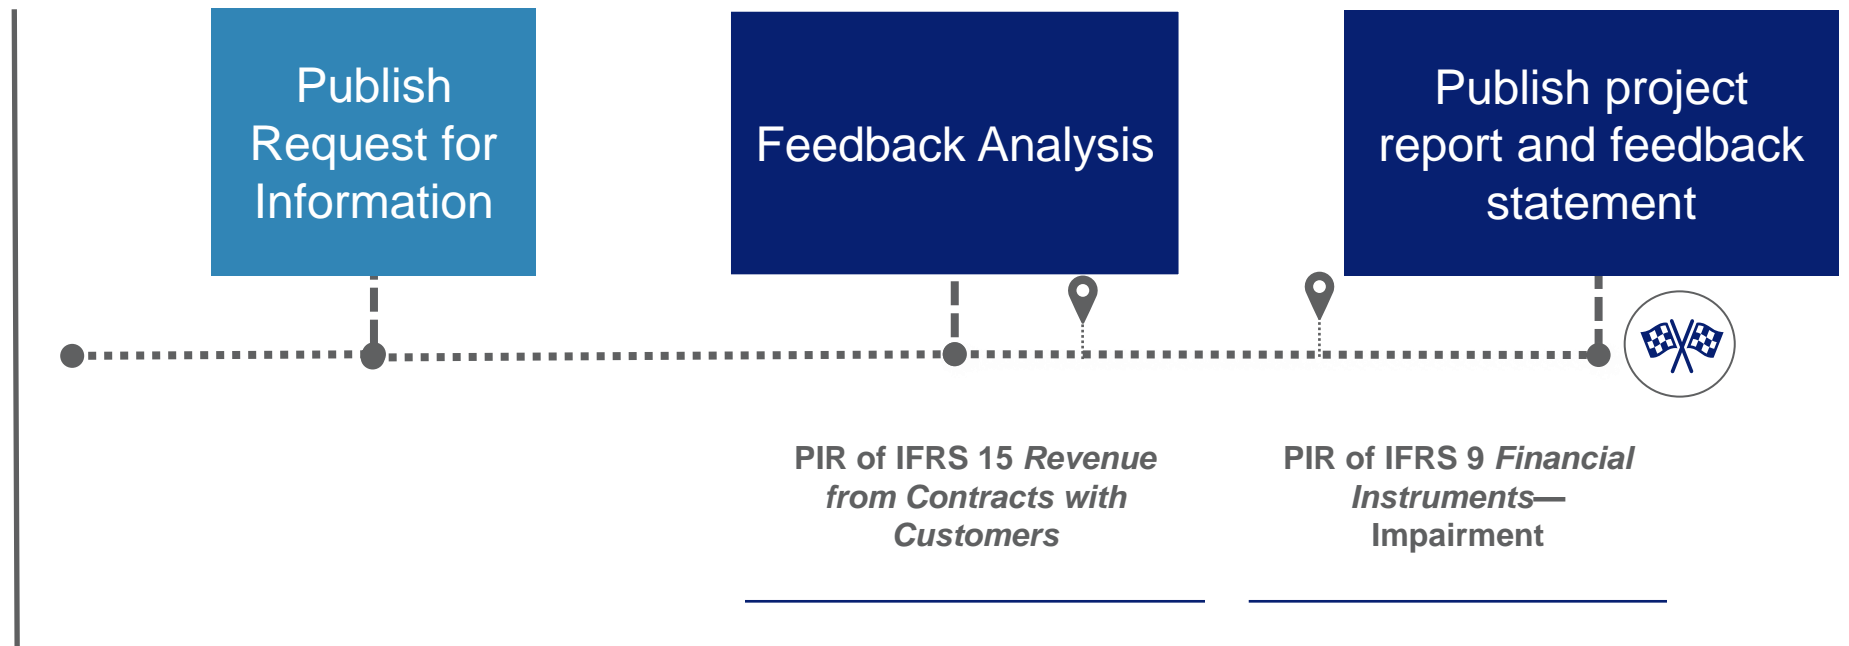 Publish
Request for
Information
Feedback Analysis
Publish project
report and feedback
statement
PIR of IFRS 15 Revenue
from Contracts with
Customers
PIR of IFRS 9 Financial
Instruments—
Impairment